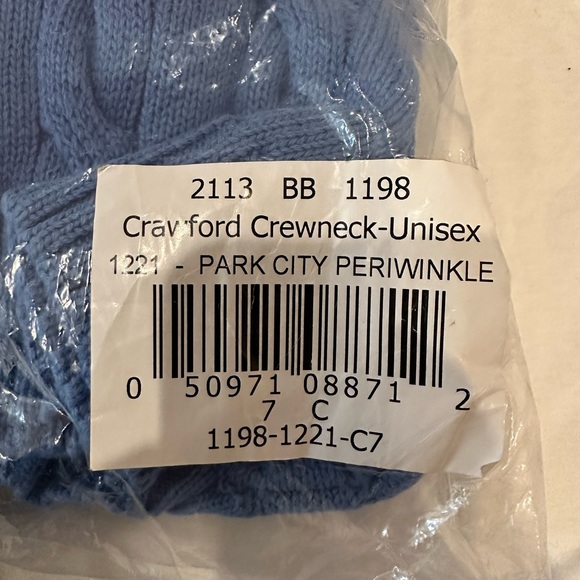 2113 BB 1198
Crawford Crewneck-Unisex
1221 - PARK CITY PERIWINKLE
0 50971 08871 2
7 C
1198-1221-C7